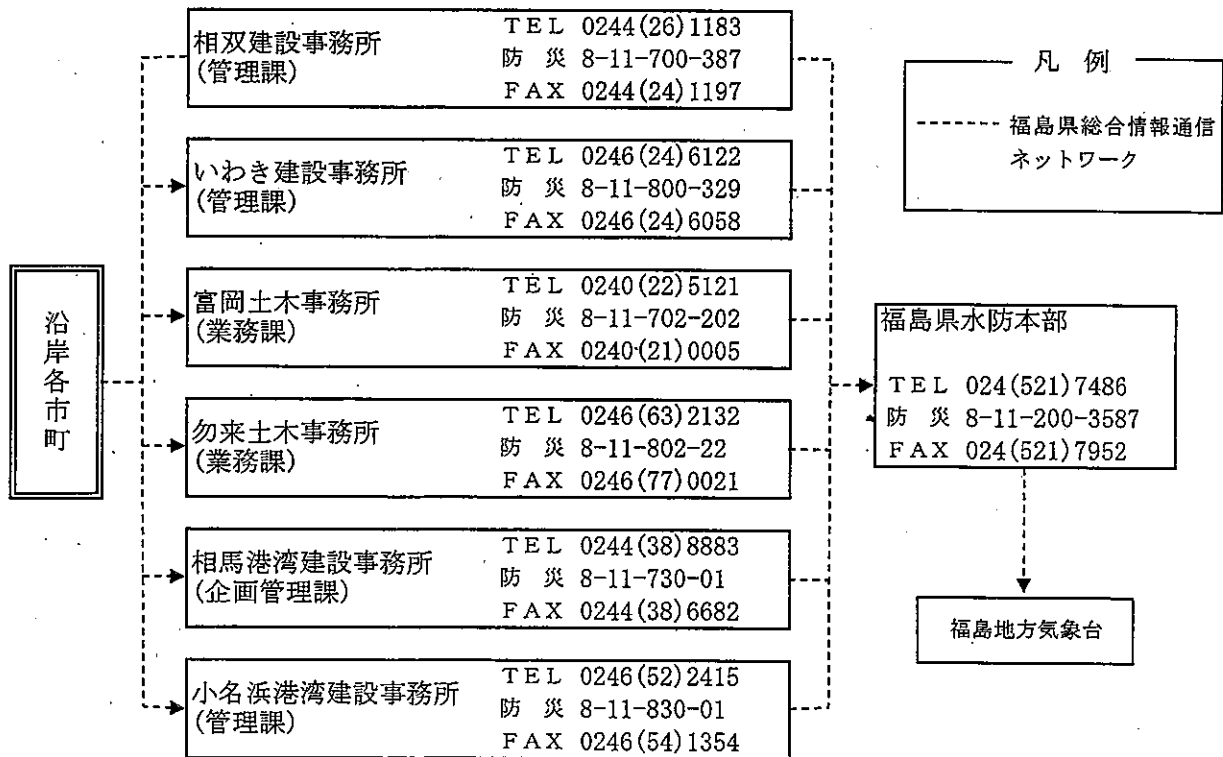 相双建設事務所
(管理課)
TEL 0244(26)1183
防 災 8-11-700-387
FAX 0244(24)1197
いわき建設事務所
(管理課)
TEL 0246(24)6122
防 災 8-11-800-329
FAX 0246(24)6058
富岡土木事務所
(業務課)
TEL 0240(22)5121
防 災 8-11-702-202
FAX 0240(21)0005
勿来土木事務所
(業務課)
TEL 0246(63)2132
防 災 8-11-802-22
FAX 0246(77)0021
相馬港湾建設事務所
(企画管理課)
TEL 0244(38)8883
防 災 8-11-730-01
FAX 0244(38)6682
小名浜港湾建設事務所
(管理課)
TEL 0246(52)2415
防 災 8-11-830-01
FAX 0246(54)1354
沿岸各市町
福島県水防本部
TEL 024(521)7486
防 災 8-11-200-3587
FAX 024(521)7952
福島地方気象台
凡 例
福島県総合情報通信
ネットワーク